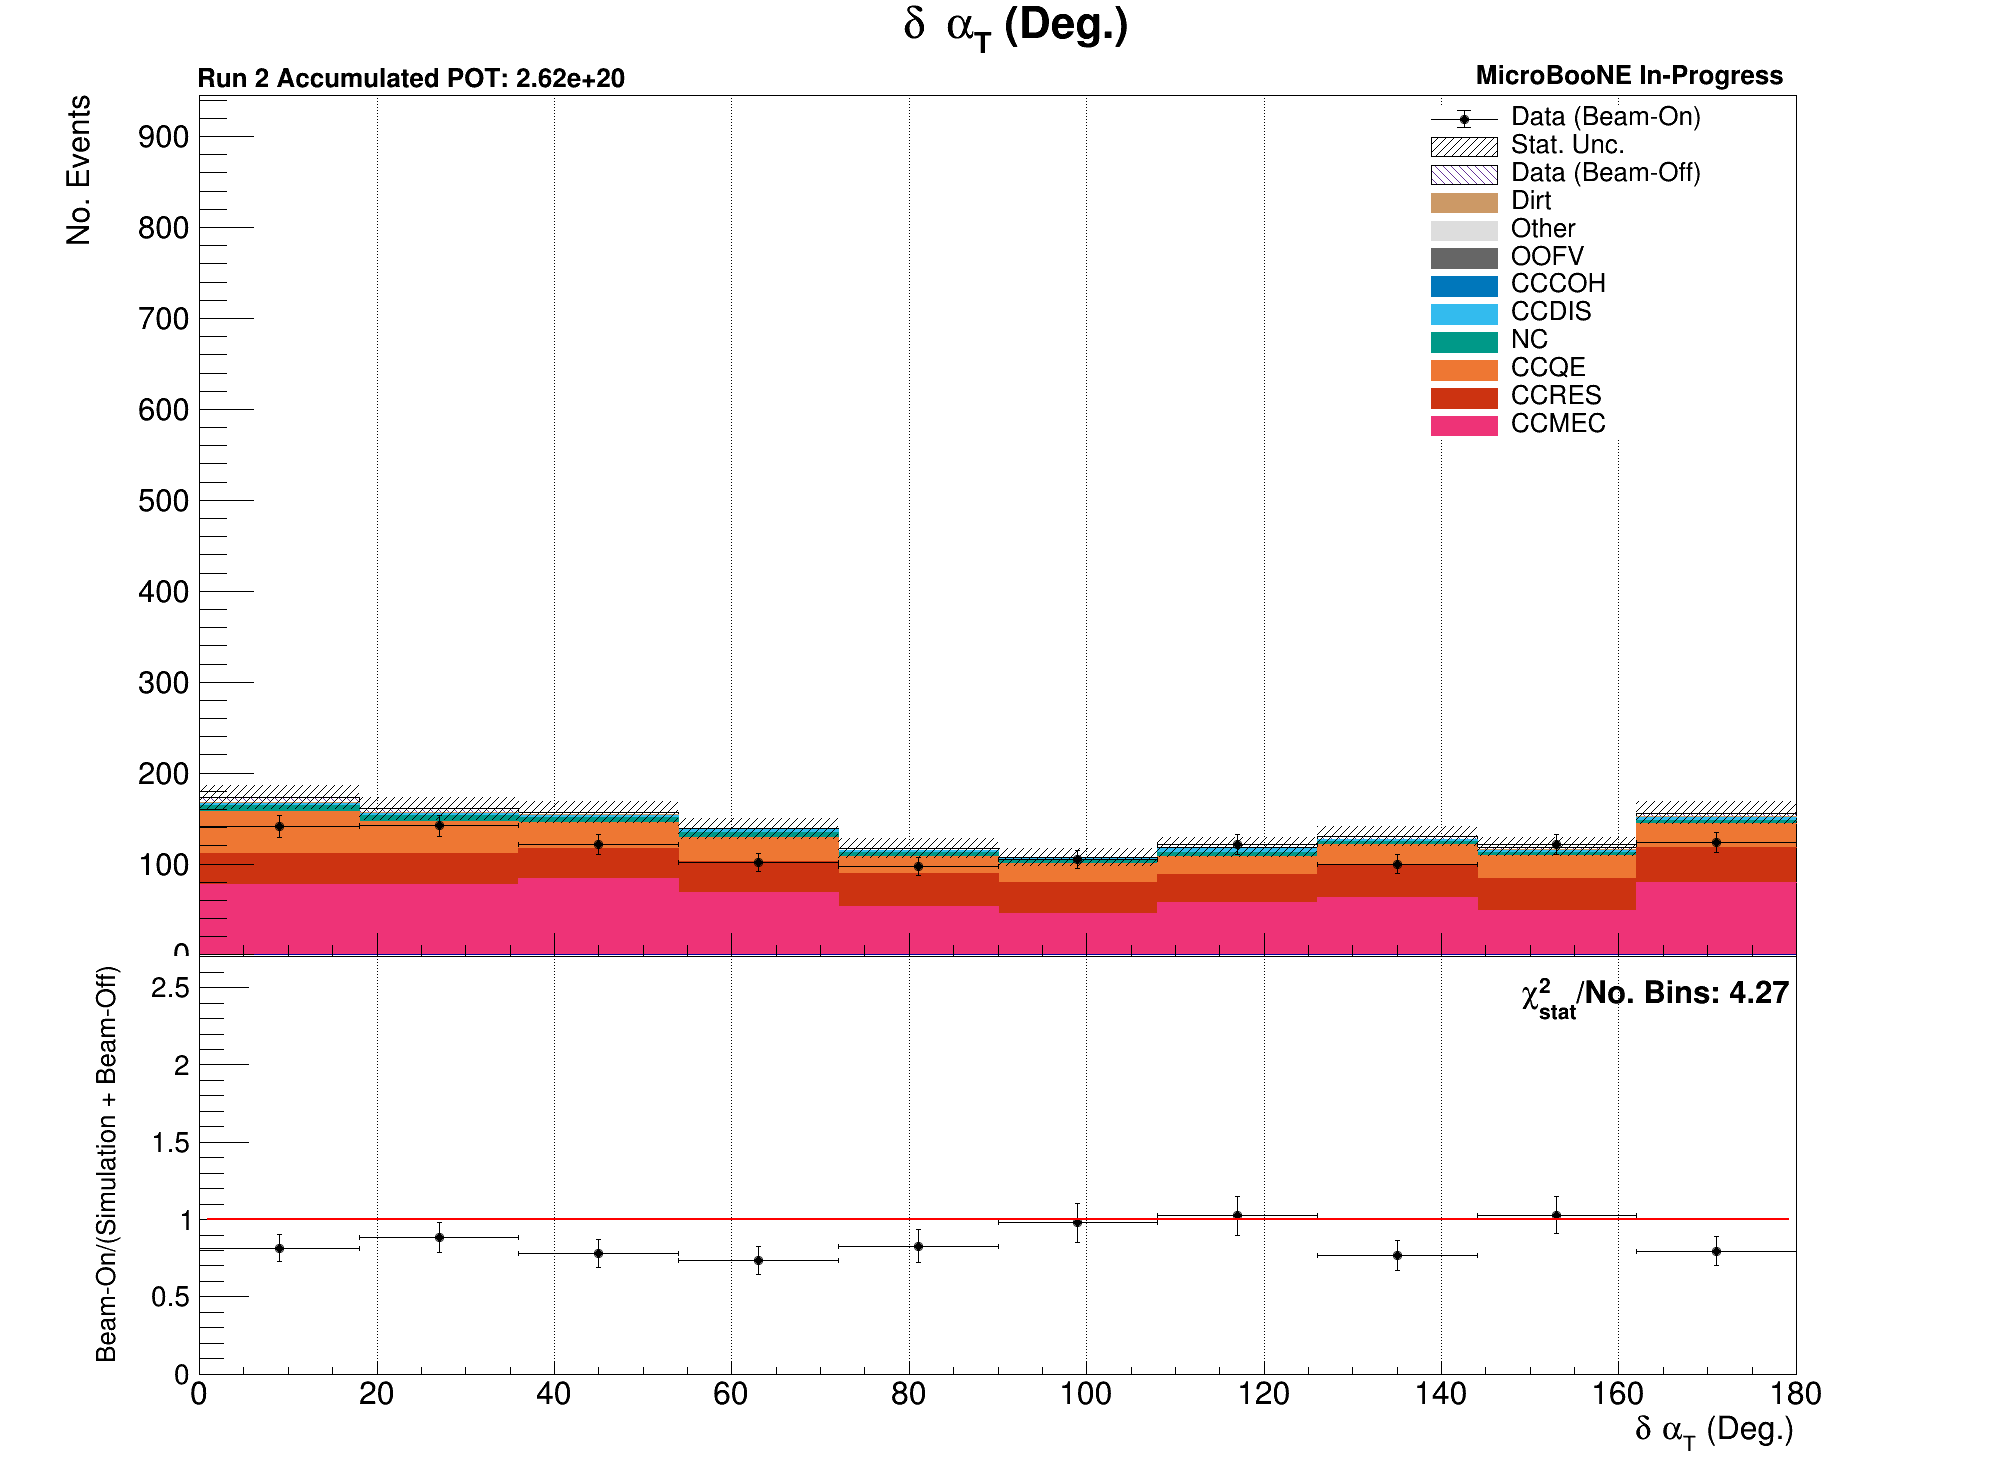 δ α_T (Deg.)
Run 2 Accumulated POT: 2.62e+20
MicroBooNE In-Progress
No. Events
900
800
700
600
500
400
300
200
100
0
Data (Beam-On)
Stat. Unc.
Data (Beam-Off)
Dirt
Other
OOFV
CCCOH
CCDIS
NC
CCQE
CCRES
CCMEC
Beam-On/(Simulation + Beam-Off)
2.5
2
1.5
1
0.5
0
χ²_stat/No. Bins: 4.27
0 20 40 60 80 100 120 140 160 180
δ α_T (Deg.)